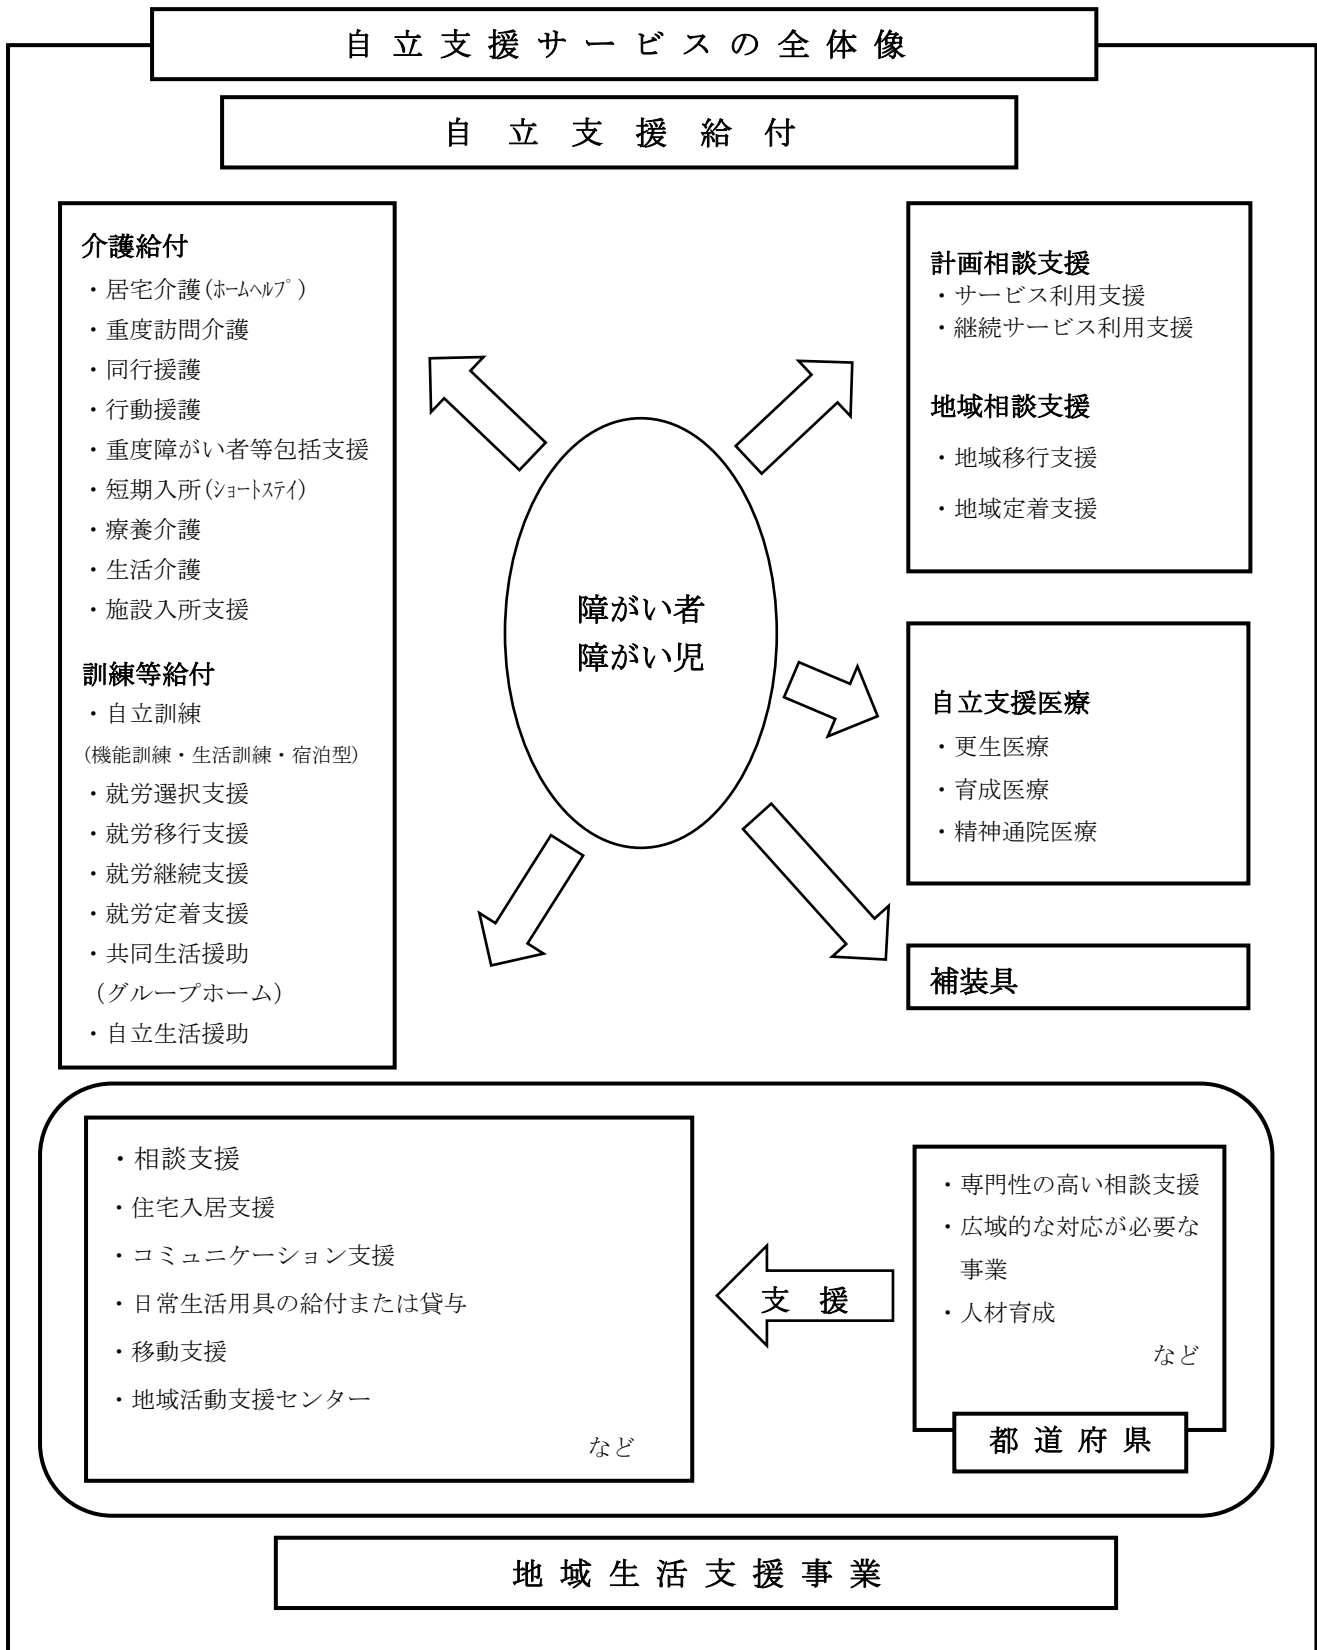 自立支援サービスの全体像
自立支援給付
介護給付
・居宅介護(ﾎｰﾑﾍﾙﾌﾟ)
・重度訪問介護
・同行援護
・行動援護
・重度障がい者等包括支援
・短期入所(ｼｮｰﾄｽﾃｲ)
・療養介護
・生活介護
・施設入所支援
訓練等給付
・自立訓練
(機能訓練・生活訓練・宿泊型)
・就労選択支援
・就労移行支援
・就労継続支援
・就労定着支援
・共同生活援助
（グループホーム）
・自立生活援助
障がい者
障がい児
計画相談支援
・サービス利用支援
・継続サービス利用支援
地域相談支援
・地域移行支援
・地域定着支援
自立支援医療
・更生医療
・育成医療
・精神通院医療
補装具
・相談支援
・住宅入居支援
・コミュニケーション支援
・日常生活用具の給付または貸与
・移動支援
・地域活動支援センター
など
支援
・専門性の高い相談支援
・広域的な対応が必要な
事業
・人材育成
など
都道府県
地域生活支援事業